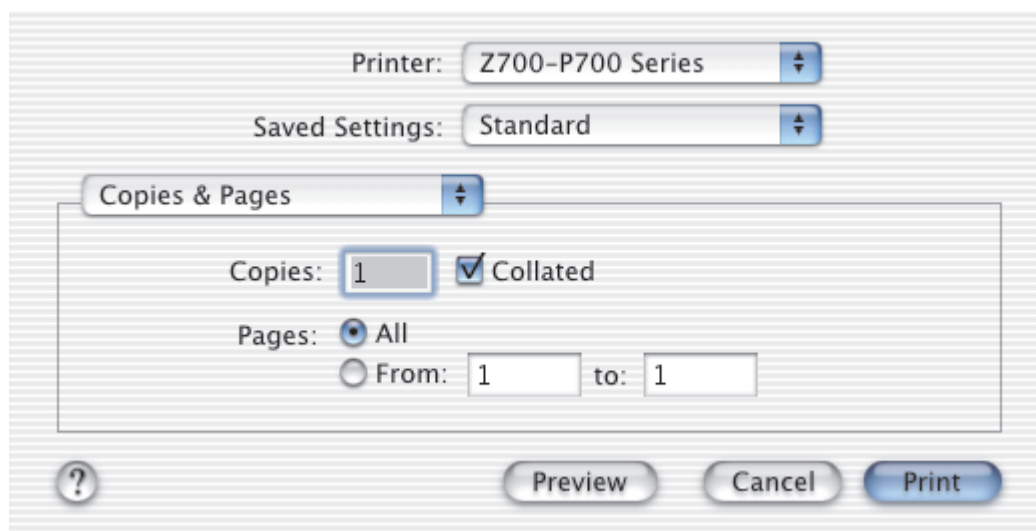 Printer: Z700-P700 Series
Saved Settings: Standard
Copies & Pages
Copies: 1 Collated
Pages: All
From: 1 to: 1
? Preview Cancel Print